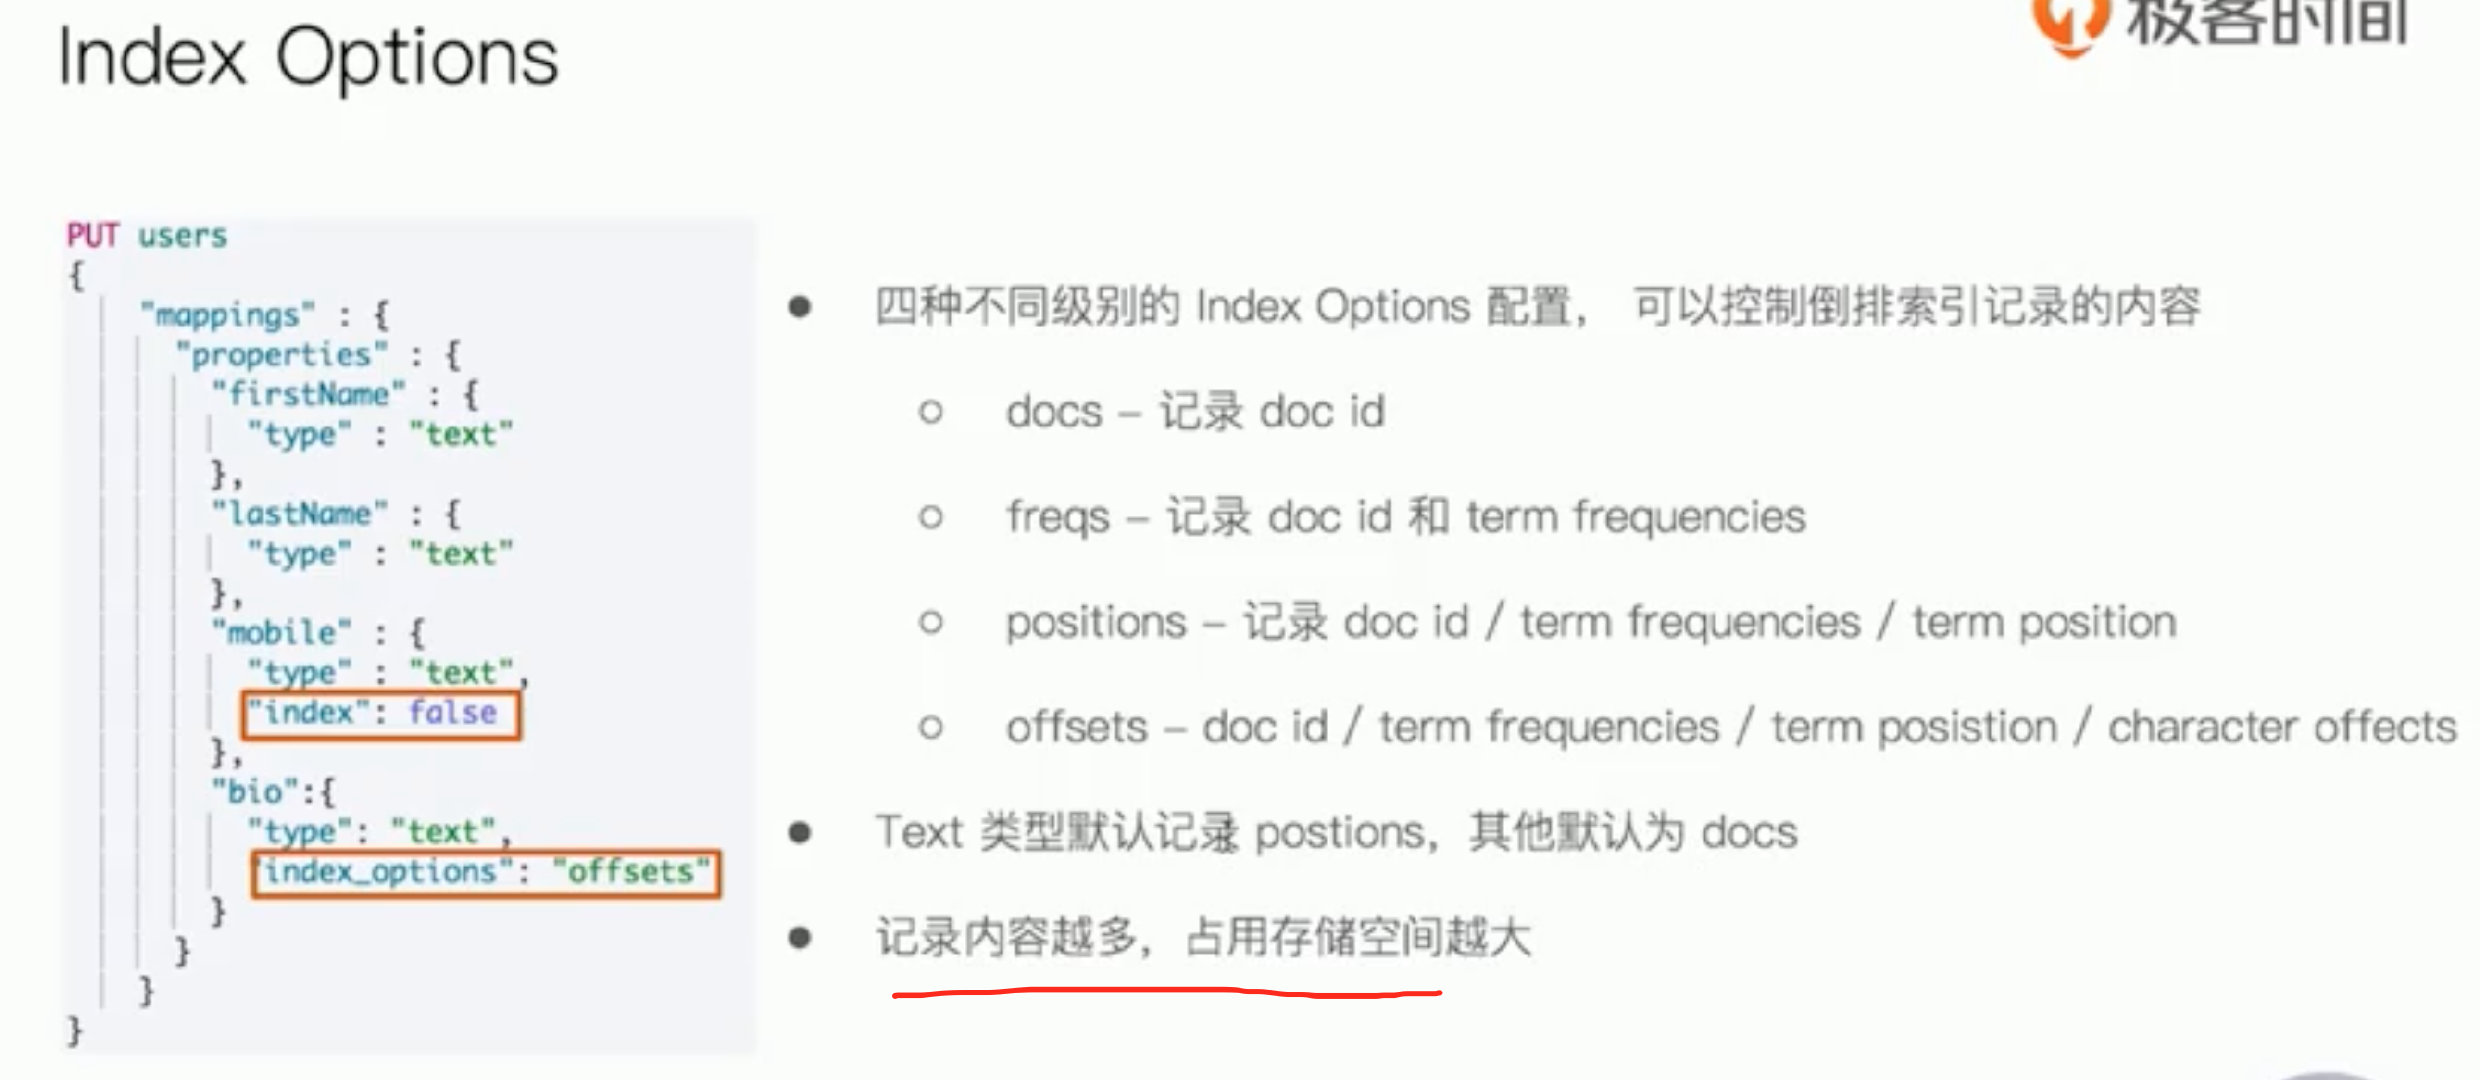 Index Options
极客时间
PUT users
{
"mappings" : {
"properties" : {
"firstName" : {
"type" : "text"
},
"lastName" : {
"type" : "text"
},
"mobile" : {
"type" : "text",
"index": false
},
"bio":{
"type": "text",
"index_options": "offsets"
}
}
}
}
● 四种不同级别的 Index Options 配置， 可以控制倒排索引记录的内容
○ docs – 记录 doc id
○ freqs – 记录 doc id 和 term frequencies
○ positions – 记录 doc id / term frequencies / term position
○ offsets – doc id / term frequencies / term posistion / character offects
● Text 类型默认记录 postions，其他默认为 docs
● 记录内容越多，占用存储空间越大